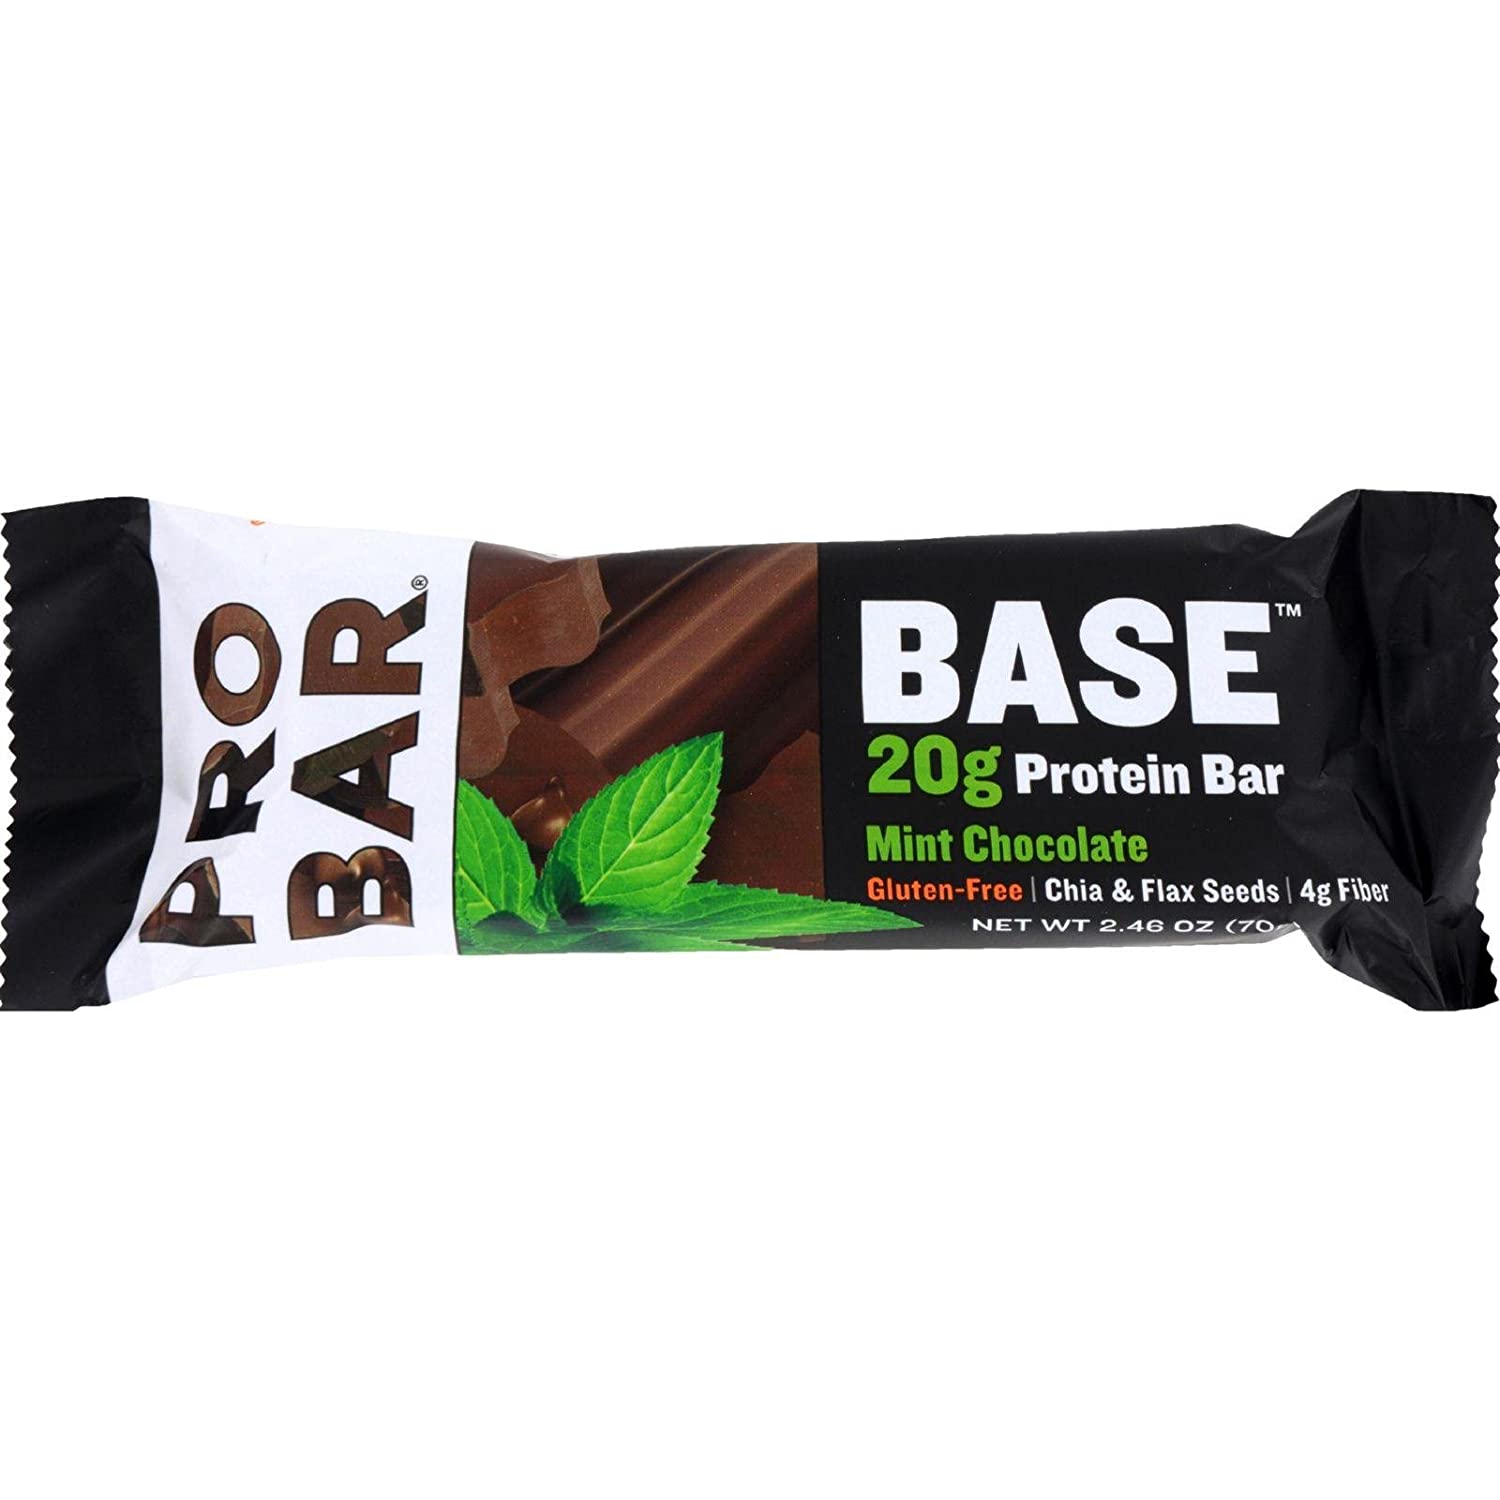 PRO
BAR®
BASE™
20g Protein Bar
Mint Chocolate
Gluten-Free | Chia & Flax Seeds | 4g Fiber
NET WT 2.46 OZ (70